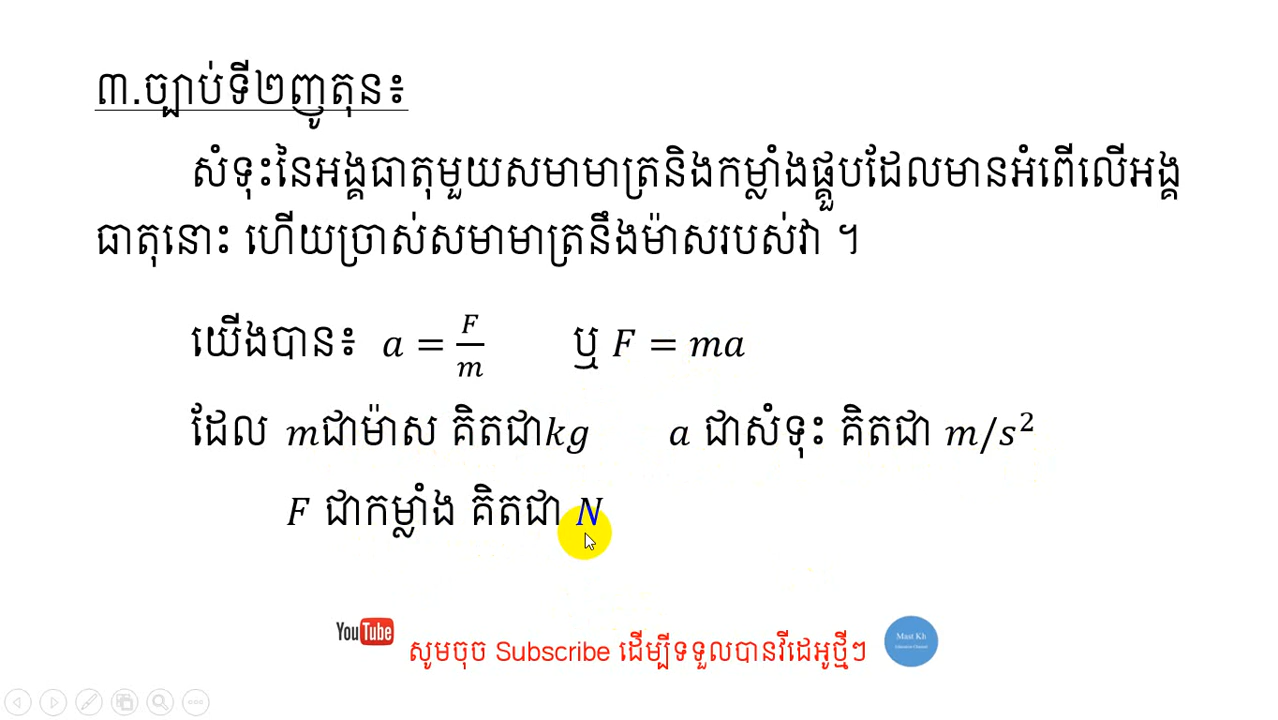 ៣.ច្បាប់ទី២ញូតុន៖
សំទុះនៃអង្គធាតុមួយសមាមាត្រនិងកម្លាំងផ្គួបដែលមានអំពើលើអង្គ
ធាតុនោះ ហើយច្រាស់សមាមាត្រនឹងម៉ាសរបស់វា ។
យើងបាន៖ a = F/m ឬ F = ma
ដែល mជាម៉ាស គិតជាkg a ជាសំទុះ គិតជា m/s²
F ជាកម្លាំង គិតជា N
YouTube សូមចុច Subscribe ដើម្បីទទួលបានវីដេអូថ្មីៗ Mast Kh